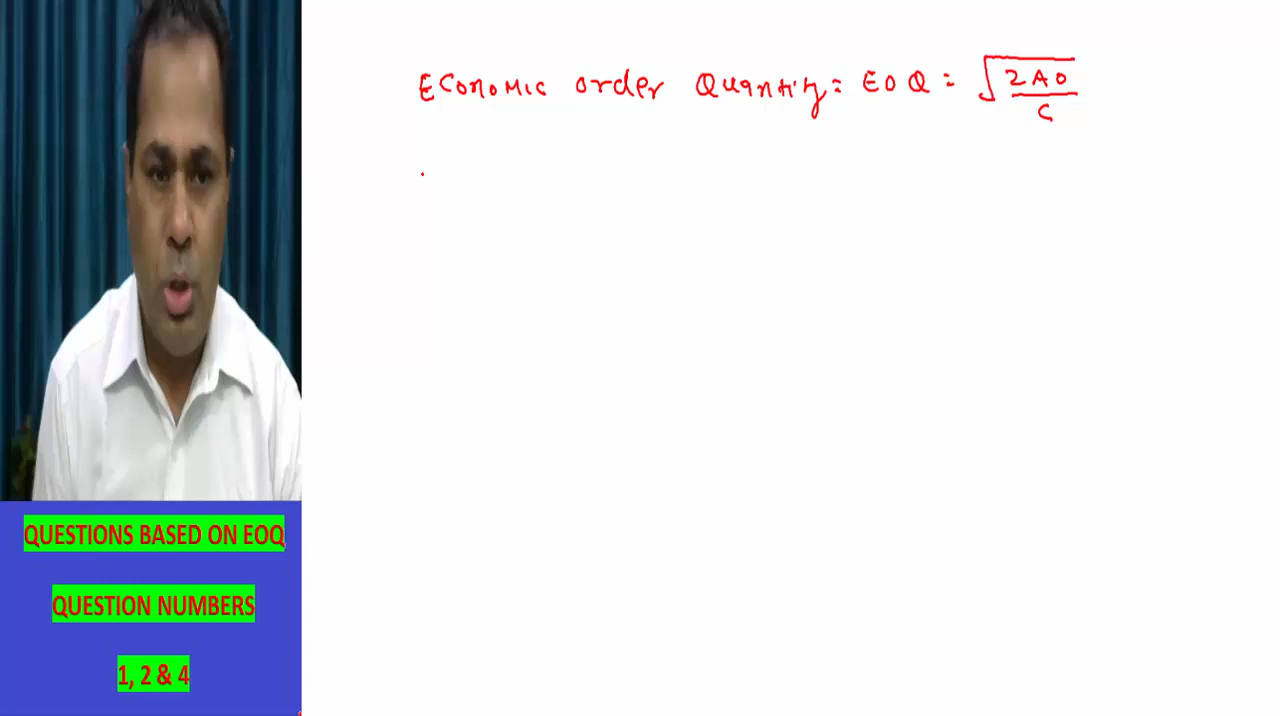 Economic order Quantity = EOQ = √2AO/C
QUESTIONS BASED ON EOQ
QUESTION NUMBERS
1, 2 & 4